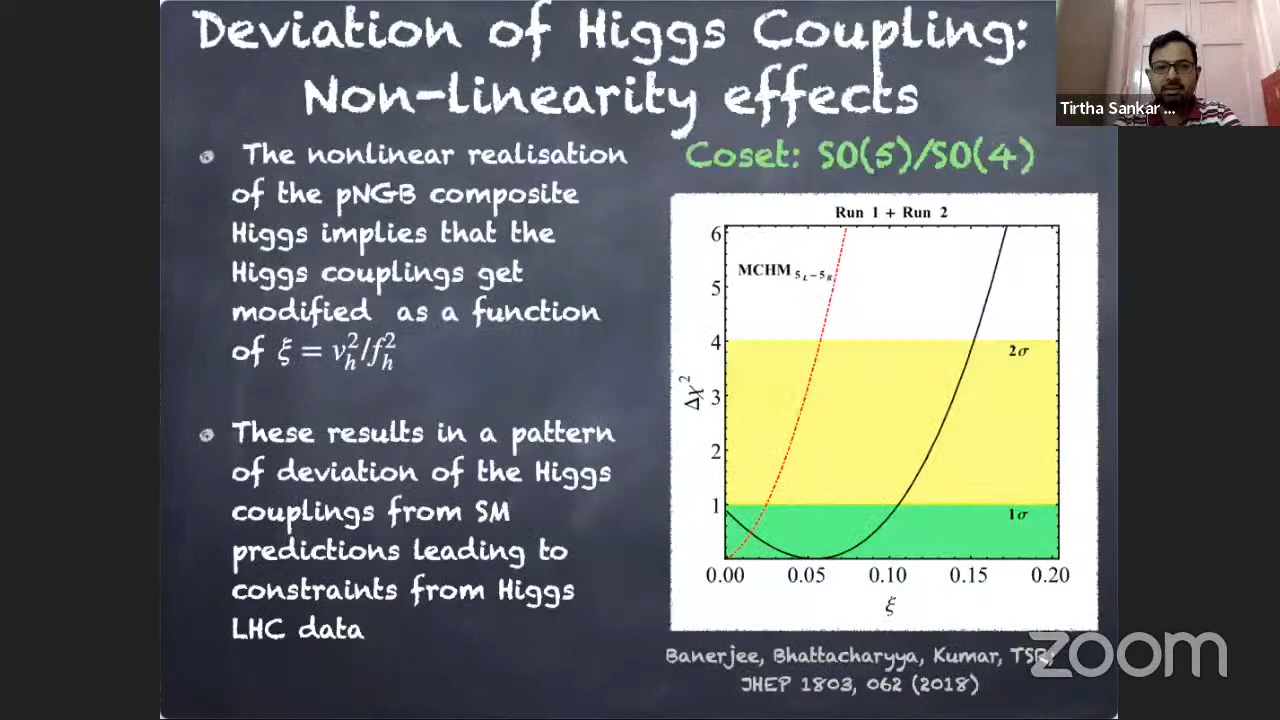 Deviation of Higgs Coupling:
Non-linearity effects
Tirtha Sankar ...
The nonlinear realisation
of the pNGB composite
Higgs implies that the
Higgs couplings get
modified as a function
of ξ = v_h^2/f_h^2
These results in a pattern
of deviation of the Higgs
couplings from SM
predictions leading to
constraints from Higgs
LHC data
Coset: SO(5)/SO(4)
Run 1 + Run 2
MCHM 5_L-5_R
6
5
4
3
2
1
Δχ^2
2σ
1σ
0.00 0.05 0.10 0.15 0.20
ξ
Banerjee, Bhattacharyya, Kumar, TSR;
JHEP 1803, 062 (2018)
zoom